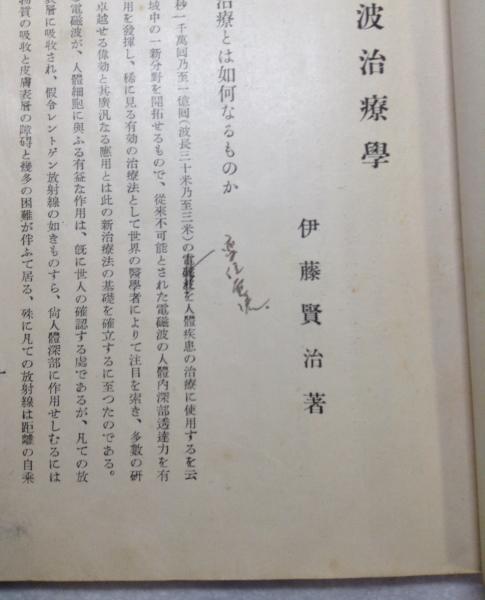 波治療學
伊藤賢治著
治療とは如何なるものか
秒一千萬囘乃至一億囘(波長三十米乃至三米)の電磁波を人體疾患の治療に使用するを云
域中の一新分野を開拓せるもので、從來不可能とされた電磁波の人體内深部透達力を有
用を發揮し、稀に見る有効の治療法として世界の醫學者によりて注目を索き、多數の硏
卓越せる偉効と其廣汎なる應用とは此の新治療法の基礎を確立するに至つたのである。
電磁波が、人體細胞に與ふる有益な作用は、既に世人の確認する處であるが、凡ての放
表層に吸收され、假令レントゲン放射線の如きものすら、尙人體深部に作用せしむるには
物質の吸收と皮膚表層の障碍と幾多の困難が伴ふて居る、殊に凡ての放射線は距離の自乘